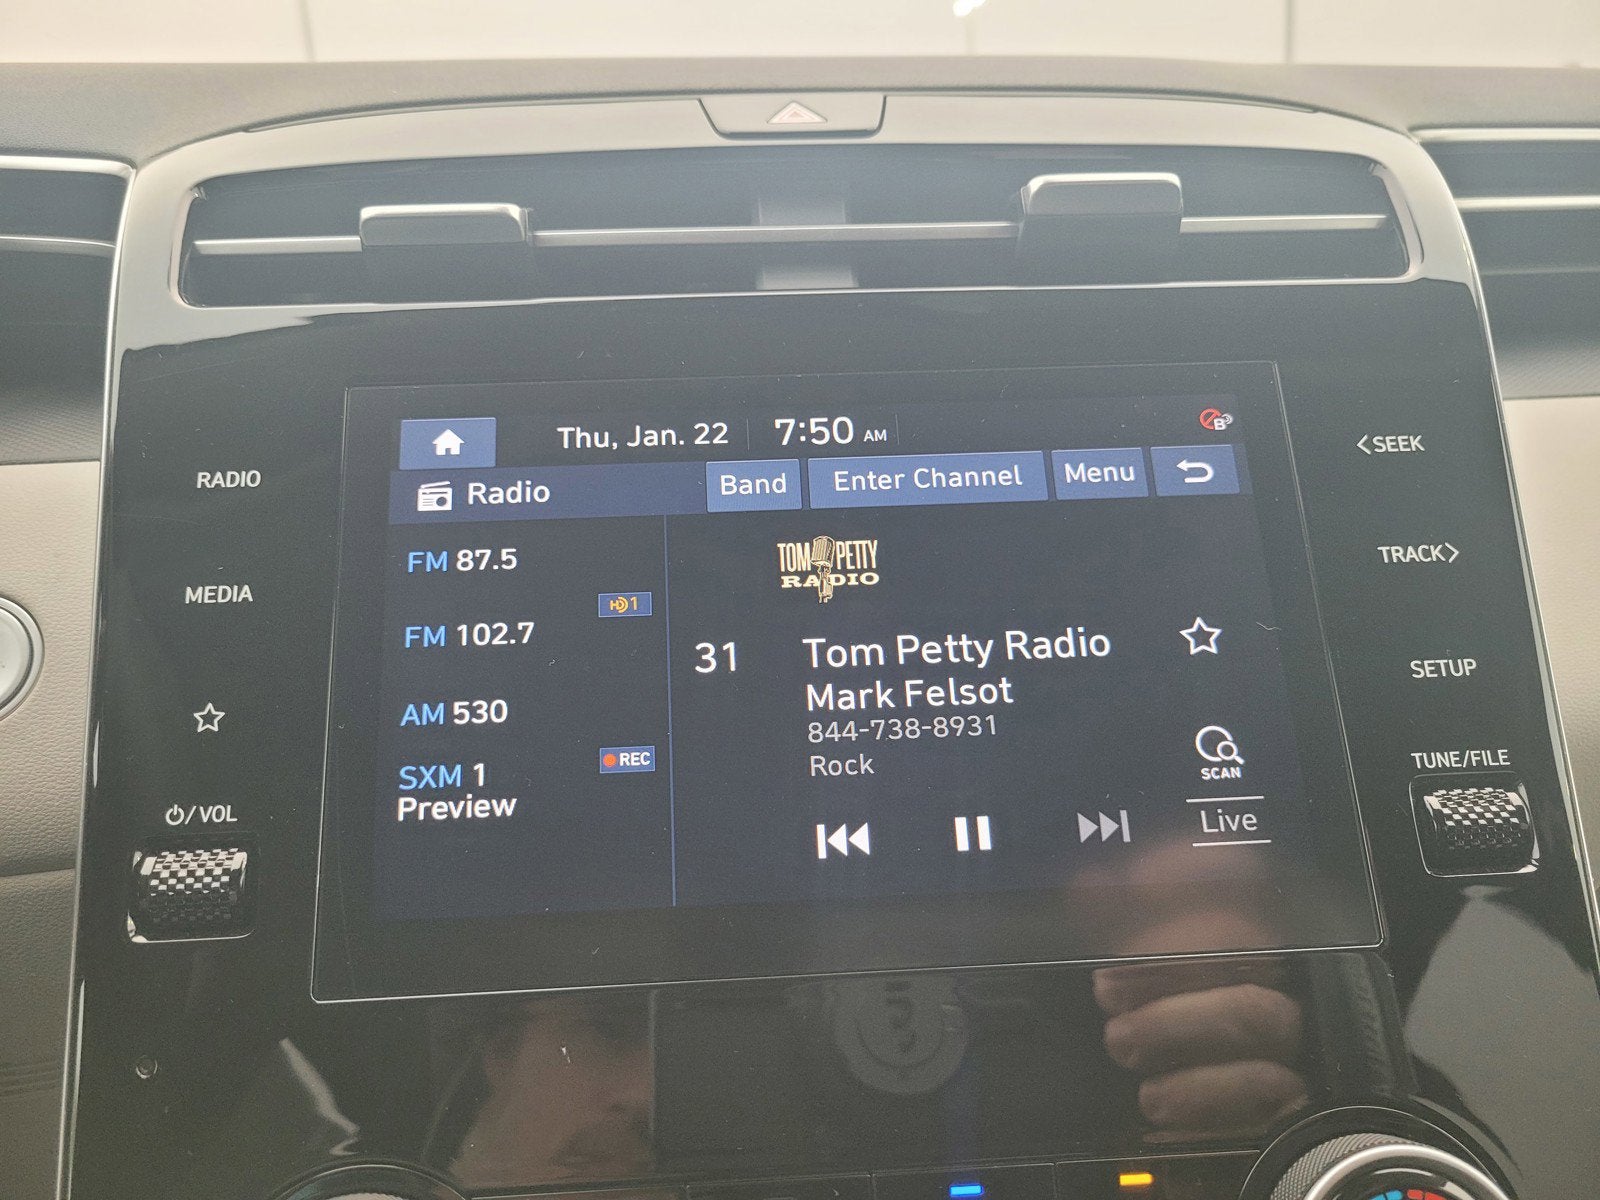 Thu, Jan. 22 7:50 AM
B
Radio Band Enter Channel Menu
RADIO
MEDIA
/VOL
<SEEK
TRACK>
SETUP
TUNE/FILE
FM 87.5
HD 1
FM 102.7
AM 530
REC
SXM 1
Preview
TOM PETTY
RADIO
31 Tom Petty Radio
Mark Felsot
844-738-8931
Rock
SCAN
Live